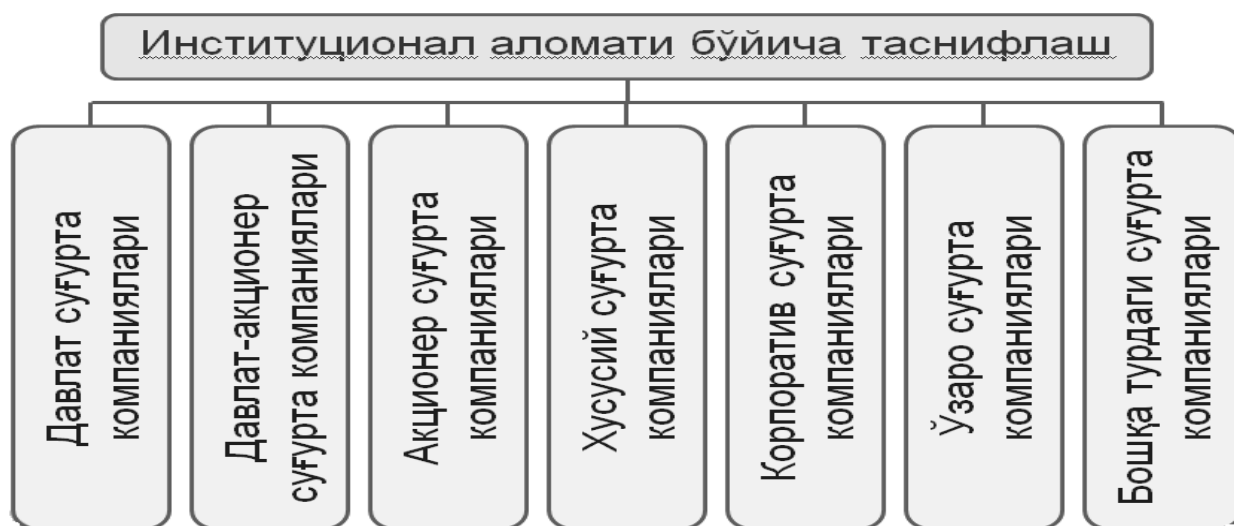 Институционал аломати бўйича таснифлаш
Давлат суғурта
компаниялари
Давлат-акционер
суғурта компаниялари
Акционер суғурта
компаниялари
Хусусий суғурта
компаниялари
Корпоратив суғурта
компаниялари
Ўзаро суғурта
компаниялари
Бошқа турдаги суғурта
компаниялари